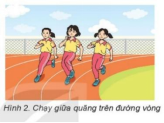 Hình 2. Chạy giữa quãng trên đường vòng